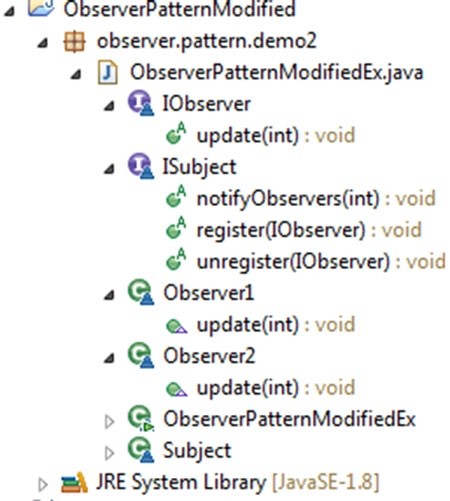 ObserverPatternModified
observer.pattern.demo2
J ObserverPatternModifiedEx.java
I IObserver
A update(int) : void
I ISubject
A notifyObservers(int) : void
A register(IObserver) : void
A unregister(IObserver) : void
C Observer1
update(int) : void
C Observer2
update(int) : void
C ObserverPatternModifiedEx
C Subject
JRE System Library [JavaSE-1.8]